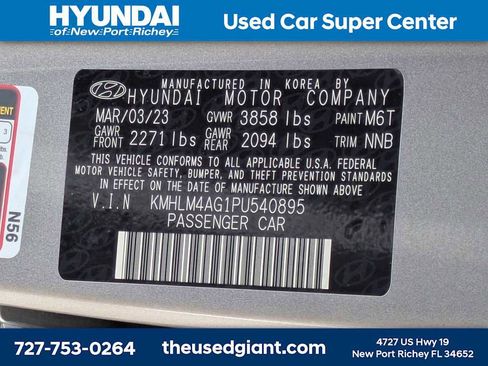 HYUNDAI
of New Port Richey
Used Car Super Center
MANUFACTURED IN KOREA BY
HYUNDAI MOTOR COMPANY
MAR/03/23 GVWR 3858 lbs PAINT M6T
GAWR FRONT 2271 lbs GAWR REAR 2094 lbs TRIM NNB
THIS VEHICLE CONFORMS TO ALL APPLICABLE U.S.A. FEDERAL
MOTOR VEHICLE SAFETY, BUMPER, AND THEFT PREVENTION STANDARDS
IN EFFECT ON THE DATE OF MANUFACTURE SHOWN ABOVE.
V.I.N KMHLM4AG1PU540895
PASSENGER CAR
3
N56
727-753-0264
theusedgiant.com
4727 US Hwy 19
New Port Richey FL 34652